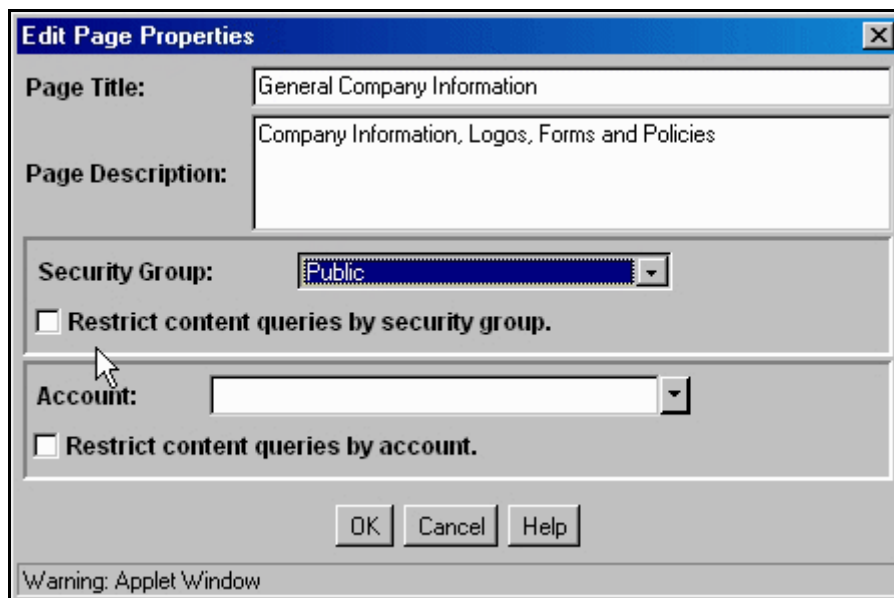 Edit Page Properties
Page Title: General Company Information
Page Description: Company Information, Logos, Forms and Policies
Security Group: Public
Restrict content queries by security group.
Account:
Restrict content queries by account.
OK Cancel Help
Warning: Applet Window